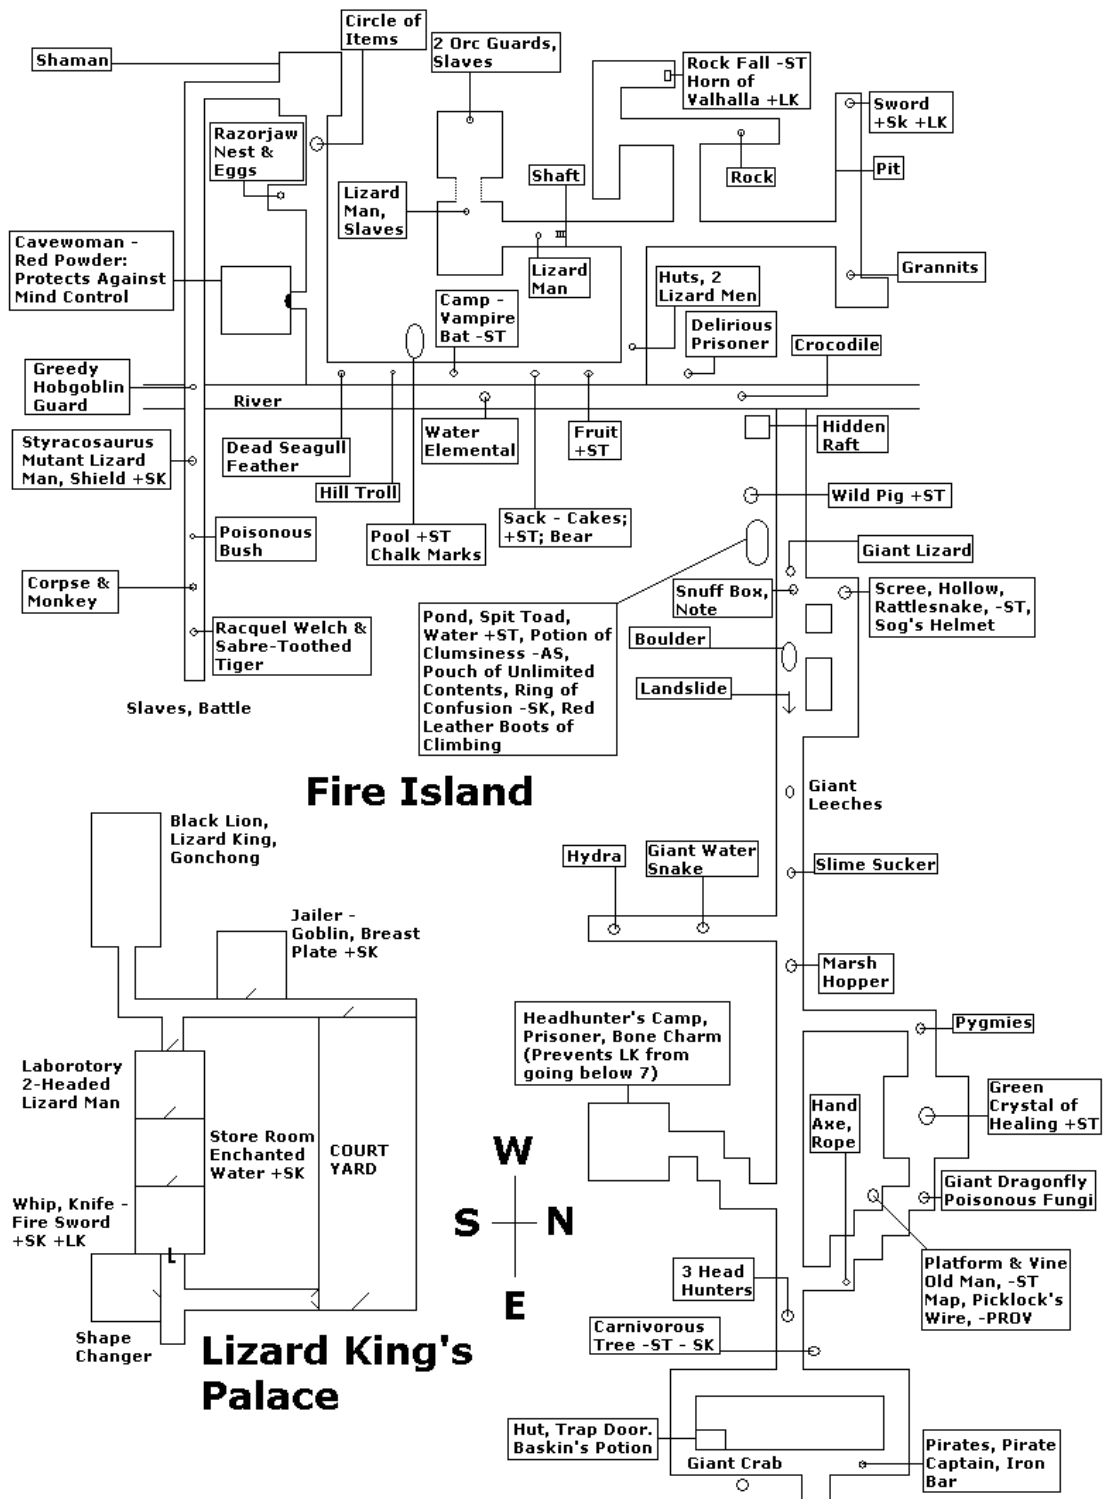 Circle of
Items
Shaman
2 Orc Guards,
Slaves
Rock Fall -ST
Horn of
Valhalla +LK
Sword
+Sk +LK
Razorjaw
Nest &
Eggs
Shaft
Rock
Pit
Lizard
Man,
Slaves
Cavewoman -
Red Powder:
Protects Against
Mind Control
Lizard
Man
Grannits
Huts, 2
Lizard Men
Camp -
Vampire
Bat -ST
Delirious
Prisoner
Crocodile
Greedy
Hobgoblin
Guard
River
Styracosaurus
Mutant Lizard
Man, Shield +SK
Dead Seagull
Feather
Water
Elemental
Fruit
+ST
Hidden
Raft
Hill Troll
Wild Pig +ST
Poisonous
Bush
Pool +ST
Chalk Marks
Sack - Cakes;
+ST; Bear
Giant Lizard
Corpse &
Monkey
Snuff Box,
Note
Scree, Hollow,
Rattlesnake, -ST,
Sog's Helmet
Racquel Welch &
Sabre-Toothed
Tiger
Pond, Spit Toad,
Water +ST, Potion of
Clumsiness -AS,
Pouch of Unlimited
Contents, Ring of
Confusion -SK, Red
Leather Boots of
Climbing
Boulder
Landslide
Slaves, Battle
Fire Island
Giant
Leeches
Black Lion,
Lizard King,
Gonchong
Hydra
Giant Water
Snake
Slime Sucker
Jailer -
Goblin, Breast
Plate +SK
Marsh
Hopper
Headhunter's Camp,
Prisoner, Bone Charm
(Prevents LK from
going below 7)
Pygmies
Laborotory
2-Headed
Lizard Man
Hand
Axe,
Rope
Green
Crystal of
Healing +ST
Store Room
Enchanted
Water +SK
COURT
YARD
W
S
N
E
Giant Dragonfly
Poisonous Fungi
Whip, Knife -
Fire Sword
+SK +LK
L
3 Head
Hunters
Platform & Vine
Old Man, -ST
Map, Picklock's
Wire, -PROV
Shape
Changer
Lizard King's
Palace
Carnivorous
Tree -ST - SK
Hut, Trap Door.
Baskin's Potion
Giant Crab
Pirates, Pirate
Captain, Iron
Bar